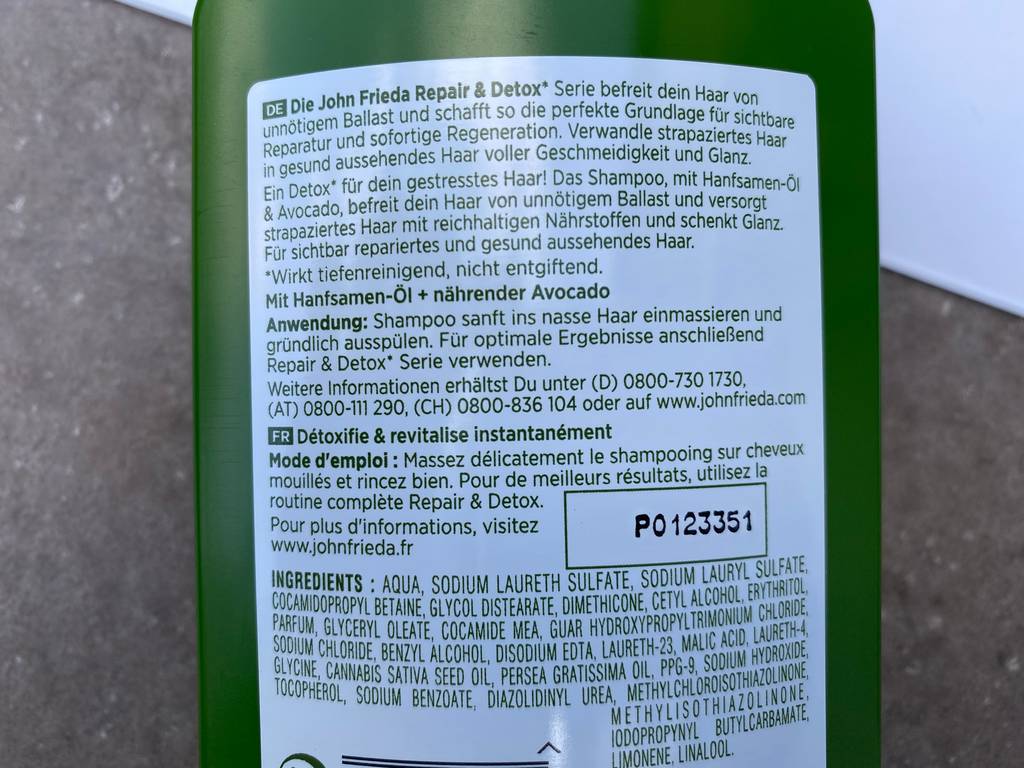 DE Die John Frieda Repair & Detox* Serie befreit dein Haar von
unnötigem Ballast und schafft so die perfekte Grundlage für sichtbare
Reparatur und sofortige Regeneration. Verwandle strapaziertes Haar
in gesund aussehendes Haar voller Geschmeidigkeit und Glanz.
Ein Detox* für dein gestresstes Haar! Das Shampoo, mit Hanfsamen-Öl
& Avocado, befreit dein Haar von unnötigem Ballast und versorgt
strapaziertes Haar mit reichhaltigen Nährstoffen und schenkt Glanz.
Für sichtbar repariertes und gesund aussehendes Haar.
*Wirkt tiefenreinigend, nicht entgiftend.
Mit Hanfsamen-Öl + nährender Avocado
Anwendung: Shampoo sanft ins nasse Haar einmassieren und
gründlich ausspülen. Für optimale Ergebnisse anschließend
Repair & Detox* Serie verwenden.
Weitere Informationen erhältst Du unter (D) 0800-730 1730,
(AT) 0800-111 290, (CH) 0800-836 104 oder auf www.johnfrieda.com
FR Détoxifie & revitalise instantanément
Mode d'emploi : Massez délicatement le shampooing sur cheveux
mouillés et rincez bien. Pour de meilleurs résultats, utilisez la
routine complète Repair & Detox.
Pour plus d'informations, visitez
www.johnfrieda.fr
P0123351
INGREDIENTS : AQUA, SODIUM LAURETH SULFATE, SODIUM LAURYL SULFATE,
COCAMIDOPROPYL BETAINE, GLYCOL DISTEARATE, DIMETHICONE, CETYL ALCOHOL, ERYTHRITOL,
PARFUM, GLYCERYL OLEATE, COCAMIDE MEA, GUAR HYDROXYPROPYLTRIMONIUM CHLORIDE,
SODIUM CHLORIDE, BENZYL ALCOHOL, DISODIUM EDTA, LAURETH-23, MALIC ACID, LAURETH-4,
GLYCINE, CANNABIS SATIVA SEED OIL, PERSEA GRATISSIMA OIL, PPG-9, SODIUM HYDROXIDE,
TOCOPHEROL, SODIUM BENZOATE, DIAZOLIDINYL UREA, METHYLCHLOROISOTHIAZOLINONE,
METHYLISOTHIAZOLINONE,
IODOPROPYNYL BUTYLCARBAMATE,
LIMONENE, LINALOOL.